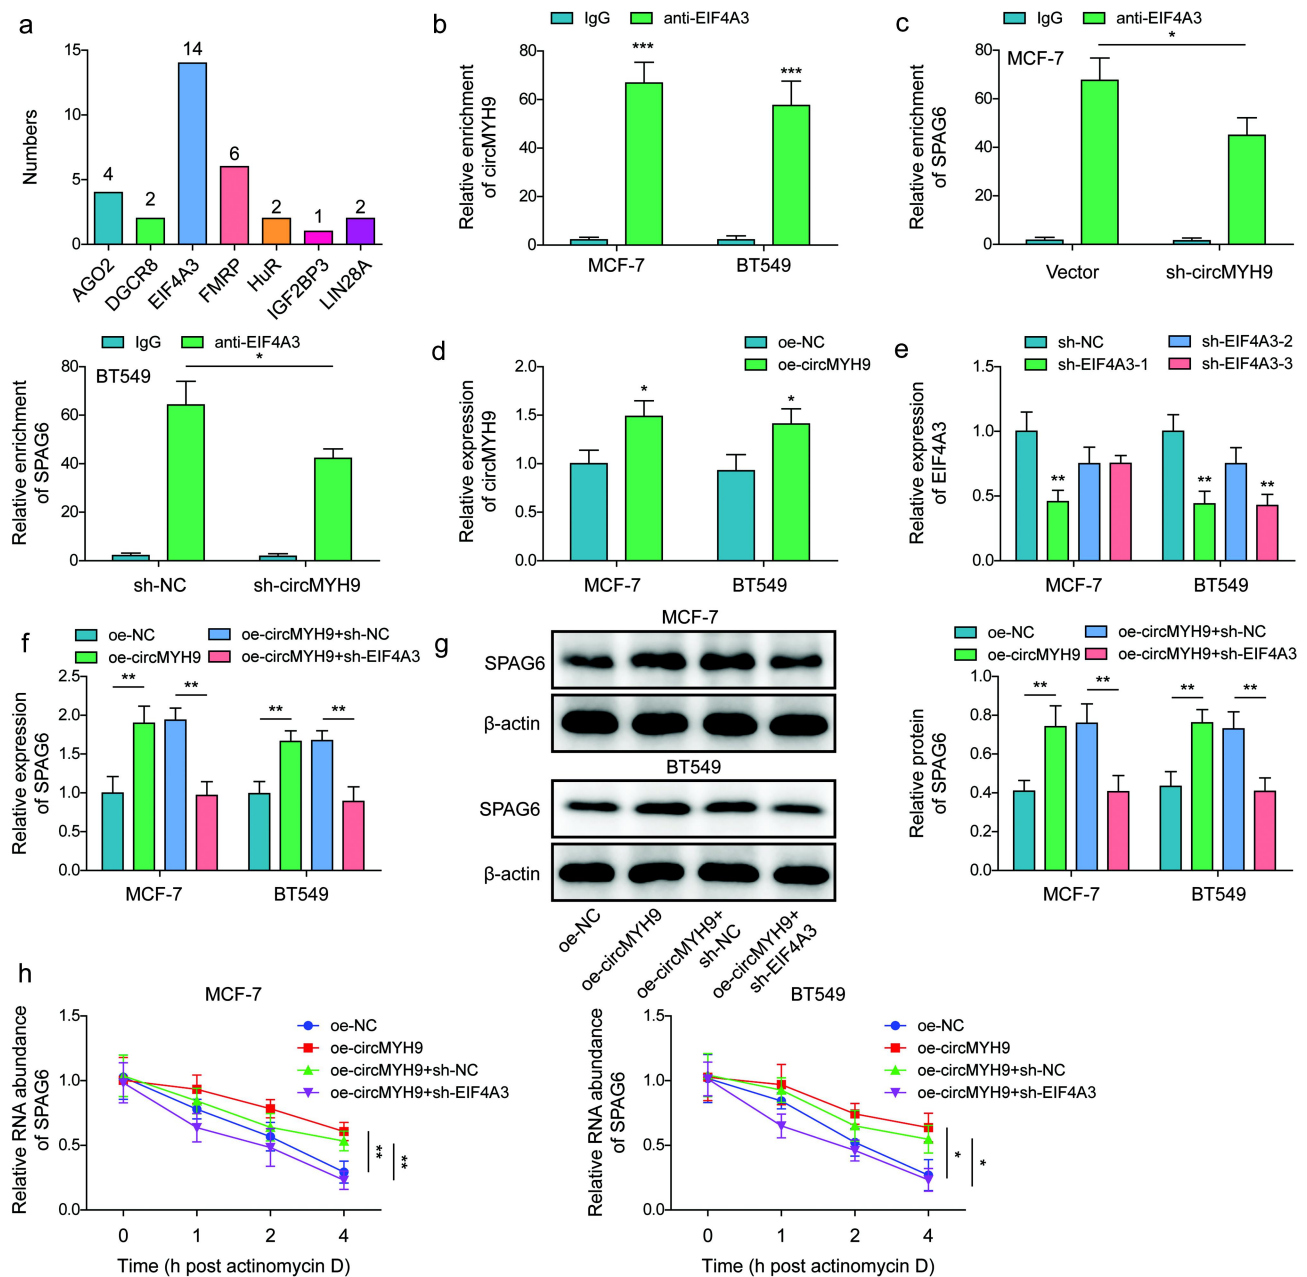 a
15
10
5
0
Numbers
4
2
14
6
2
1
2
AGO2
DGCR8
EIF4A3
FMRP
HuR
IGF2BP3
LIN28A
b
IgG
anti-EIF4A3
80
60
40
20
0
Relative enrichment
of circMYH9
***
***
MCF-7
BT549
c
IgG
anti-EIF4A3
80
60
40
20
0
Relative enrichment
of SPAG6
MCF-7
*
Vector
sh-circMYH9
IgG
anti-EIF4A3
80
60
40
20
0
Relative enrichment
of SPAG6
BT549
*
sh-NC
sh-circMYH9
d
oe-NC
oe-circMYH9
2.0
1.5
1.0
0.5
0.0
Relative expression
of circMYH9
*
*
MCF-7
BT549
e
sh-NC
sh-EIF4A3-1
sh-EIF4A3-2
sh-EIF4A3-3
1.5
1.0
0.5
0.0
Relative expression
of EIF4A3
**
**
**
MCF-7
BT549
f
oe-NC
oe-circMYH9
oe-circMYH9+sh-NC
oe-circMYH9+sh-EIF4A3
2.5
2.0
1.5
1.0
0.5
0.0
Relative expression
of SPAG6
**
**
**
**
MCF-7
BT549
g
MCF-7
SPAG6
β-actin
BT549
SPAG6
β-actin
oe-NC
oe-circMYH9
oe-circMYH9+
sh-NC
oe-circMYH9+
sh-EIF4A3
oe-NC
oe-circMYH9
oe-circMYH9+sh-NC
oe-circMYH9+sh-EIF4A3
1.0
0.8
0.6
0.4
0.2
0.0
Relative protein
of SPAG6
**
**
**
**
MCF-7
BT549
h
MCF-7
1.5
1.0
0.5
0.0
Relative RNA abundance
of SPAG6
oe-NC
oe-circMYH9
oe-circMYH9+sh-NC
oe-circMYH9+sh-EIF4A3
**
**
0
1
2
4
Time (h post actinomycin D)
BT549
1.5
1.0
0.5
0.0
Relative RNA abundance
of SPAG6
oe-NC
oe-circMYH9
oe-circMYH9+sh-NC
oe-circMYH9+sh-EIF4A3
*
*
0
1
2
4
Time (h post actinomycin D)